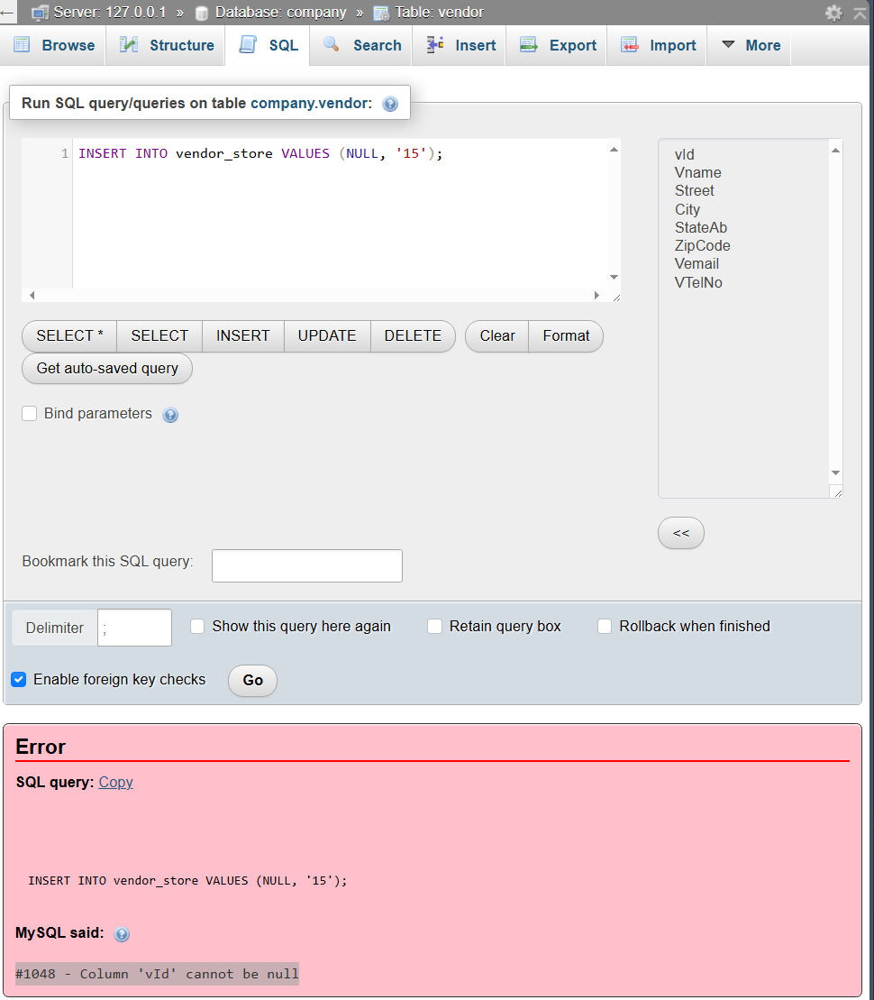 ← Server: 127.0.0.1 » Database: company » Table: vendor
Browse Structure SQL Search Insert Export Import More
Run SQL query/queries on table company.vendor:
1 INSERT INTO vendor_store VALUES (NULL, '15');
vId
Vname
Street
City
StateAb
ZipCode
Vemail
VTelNo
SELECT * SELECT INSERT UPDATE DELETE Clear Format
Get auto-saved query
Bind parameters
<<
Bookmark this SQL query:
Delimiter ; Show this query here again Retain query box Rollback when finished
Enable foreign key checks Go
Error
SQL query: Copy
INSERT INTO vendor_store VALUES (NULL, '15');
MySQL said:
#1048 - Column 'vId' cannot be null